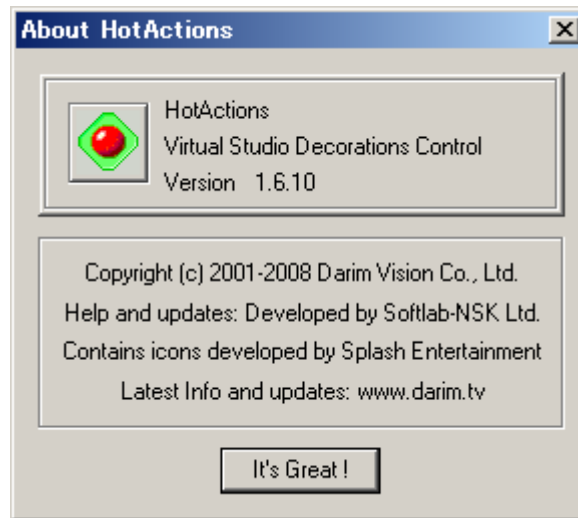 About HotActions
HotActions
Virtual Studio Decorations Control
Version 1.6.10
Copyright (c) 2001-2008 Darim Vision Co., Ltd.
Help and updates: Developed by Softlab-NSK Ltd.
Contains icons developed by Splash Entertainment
Latest Info and updates: www.darim.tv
It's Great !